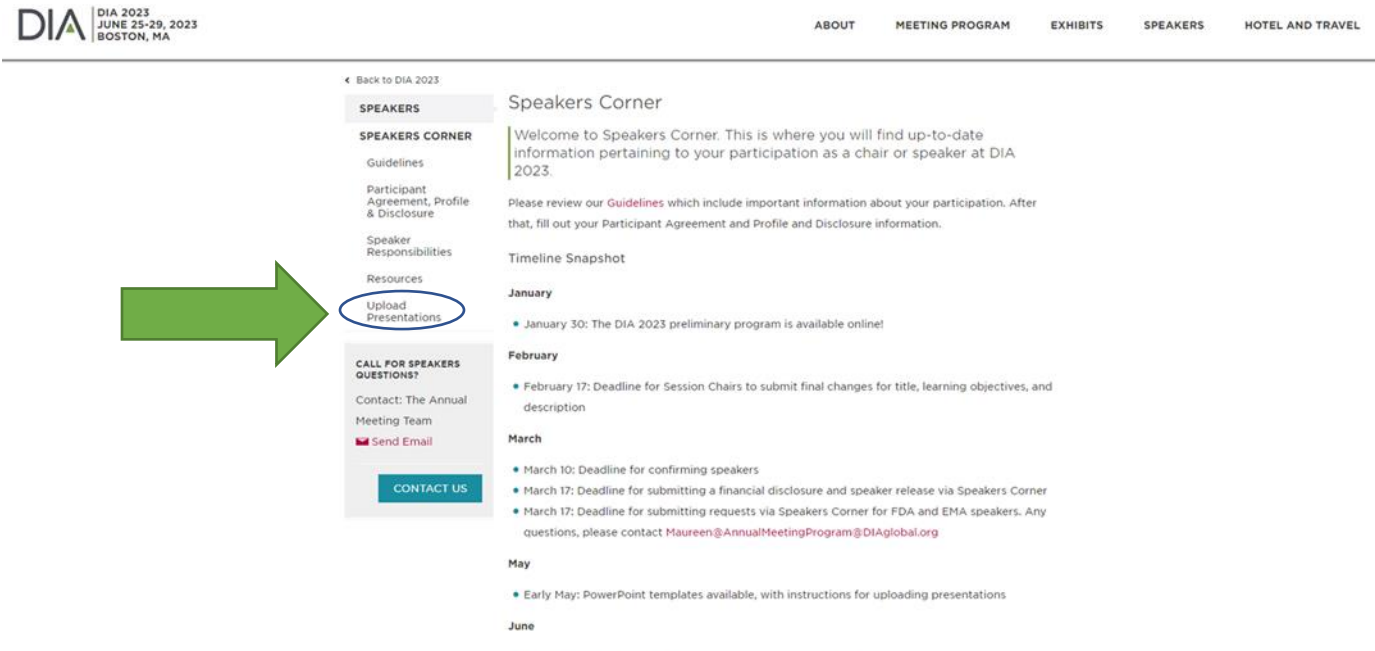 DIA
DIA 2023
JUNE 25-29, 2023
BOSTON, MA
ABOUT
MEETING PROGRAM
EXHIBITS
SPEAKERS
HOTEL AND TRAVEL
Back to DIA 2023
SPEAKERS
SPEAKERS CORNER
Guidelines
Participant
Agreement, Profile
& Disclosure
Speaker
Responsibilities
Resources
Upload
Presentations
CALL FOR SPEAKERS
QUESTIONS?
Contact: The Annual
Meeting Team
Send Email
CONTACT US
Speakers Corner
Welcome to Speakers Corner. This is where you will find up-to-date
information pertaining to your participation as a chair or speaker at DIA
2023.
Please review our Guidelines which include important information about your participation. After
that, fill out your Participant Agreement and Profile and Disclosure information.
Timeline Snapshot
January
• January 30: The DIA 2023 preliminary program is available online!
February
• February 17: Deadline for Session Chairs to submit final changes for title, learning objectives, and
description
March
• March 10: Deadline for confirming speakers
• March 17: Deadline for submitting a financial disclosure and speaker release via Speakers Corner
• March 17: Deadline for submitting requests via Speakers Corner for FDA and EMA speakers. Any
questions, please contact Maureen@AnnualMeetingProgram@DIAglobal.org
May
• Early May: PowerPoint templates available, with instructions for uploading presentations
June